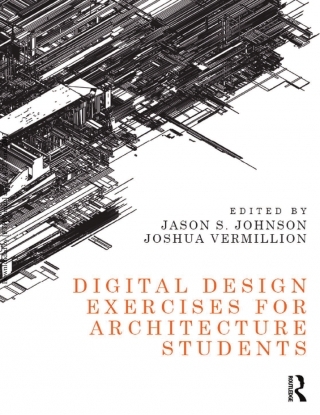 EDITED BY
JASON S. JOHNSON
JOSHUA VERMILLION
DIGITAL DESIGN
EXERCISES FOR
ARCHITECTURE
STUDENTS
R
ROUTLEDGE